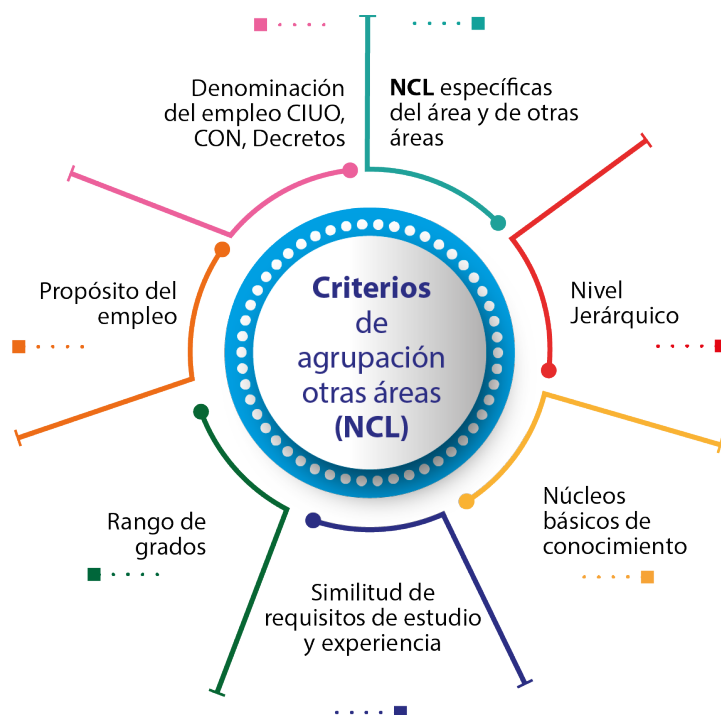 Criterios
de
agrupación
otras áreas
(NCL)
Denominación
del empleo CIUO,
CON, Decretos
NCL específicas
del área y de otras
áreas
Nivel
Jerárquico
Núcleos
básicos de
conocimiento
Similitud de
requisitos de estudio
y experiencia
Rango de
grados
Propósito del
empleo